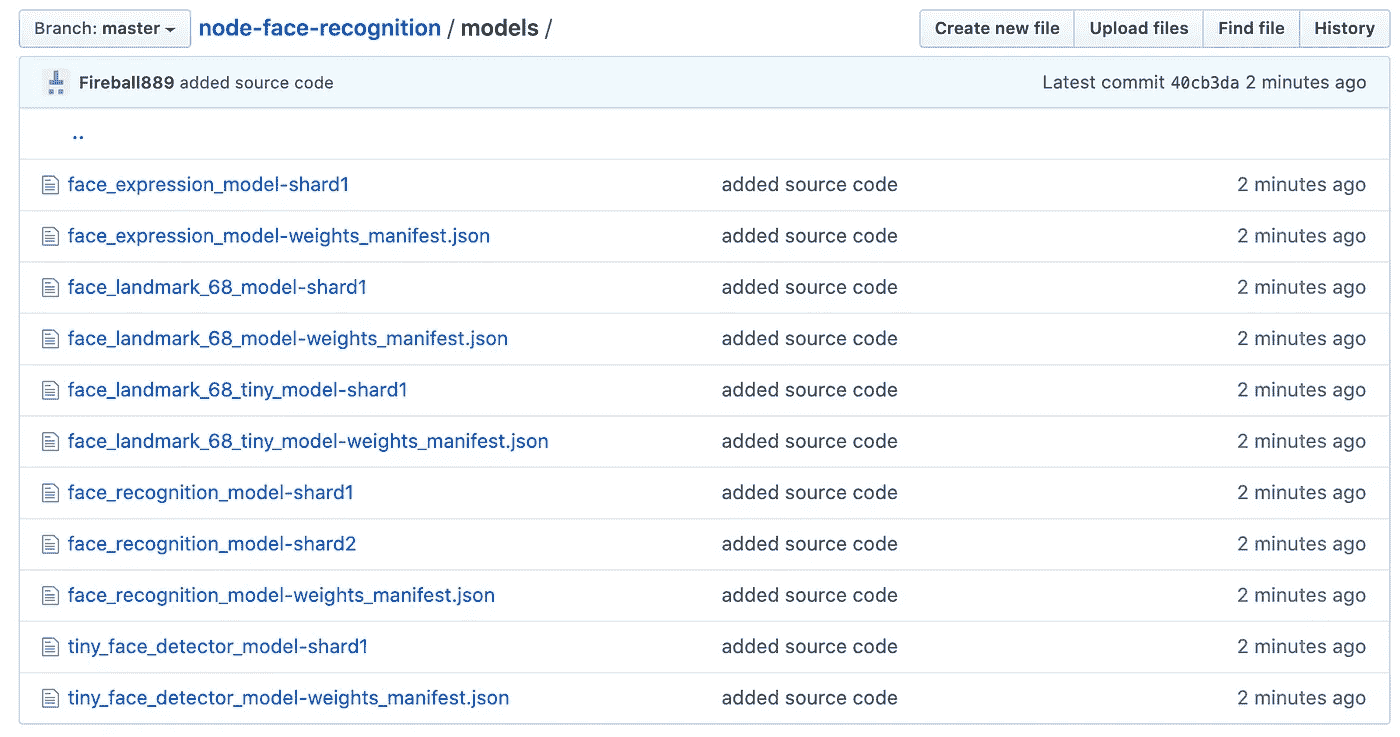 Branch: master node-face-recognition / models / Create new file Upload files Find file History
Fireball889 added source code Latest commit 40cb3da 2 minutes ago
..
face_expression_model-shard1 added source code 2 minutes ago
face_expression_model-weights_manifest.json added source code 2 minutes ago
face_landmark_68_model-shard1 added source code 2 minutes ago
face_landmark_68_model-weights_manifest.json added source code 2 minutes ago
face_landmark_68_tiny_model-shard1 added source code 2 minutes ago
face_landmark_68_tiny_model-weights_manifest.json added source code 2 minutes ago
face_recognition_model-shard1 added source code 2 minutes ago
face_recognition_model-shard2 added source code 2 minutes ago
face_recognition_model-weights_manifest.json added source code 2 minutes ago
tiny_face_detector_model-shard1 added source code 2 minutes ago
tiny_face_detector_model-weights_manifest.json added source code 2 minutes ago